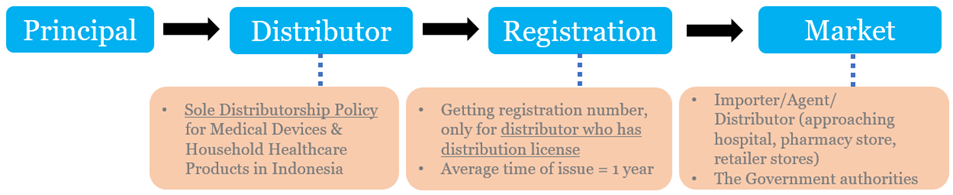 Principal
Distributor
Registration
Market
• Sole Distributorship Policy
for Medical Devices &
Household Healthcare
Products in Indonesia
• Getting registration number,
only for distributor who has
distribution license
• Average time of issue = 1 year
• Importer/Agent/
Distributor (approaching
hospital, pharmacy store,
retailer stores)
• The Government authorities